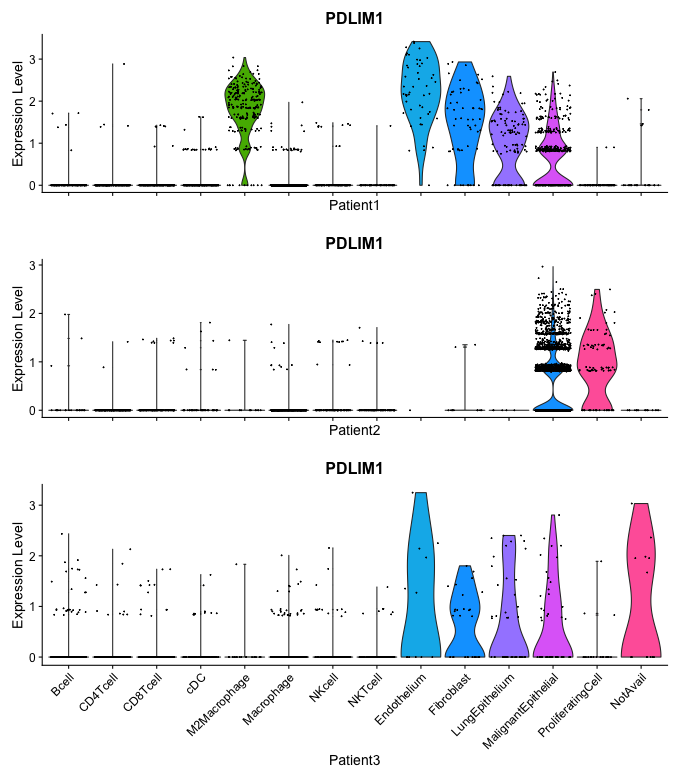 PDLIM1
Expression Level
3
2
1
0
Patient1
PDLIM1
Expression Level
3
2
1
0
Patient2
PDLIM1
Expression Level
3
2
1
0
Bcell
CD4Tcell
CD8Tcell
cDC
M2Macrophage
Macrophage
NKcell
NKTcell
Endothelium
Fibroblast
LungEpithelium
MalignantEpithelial
ProliferatingCell
NotAvail
Patient3